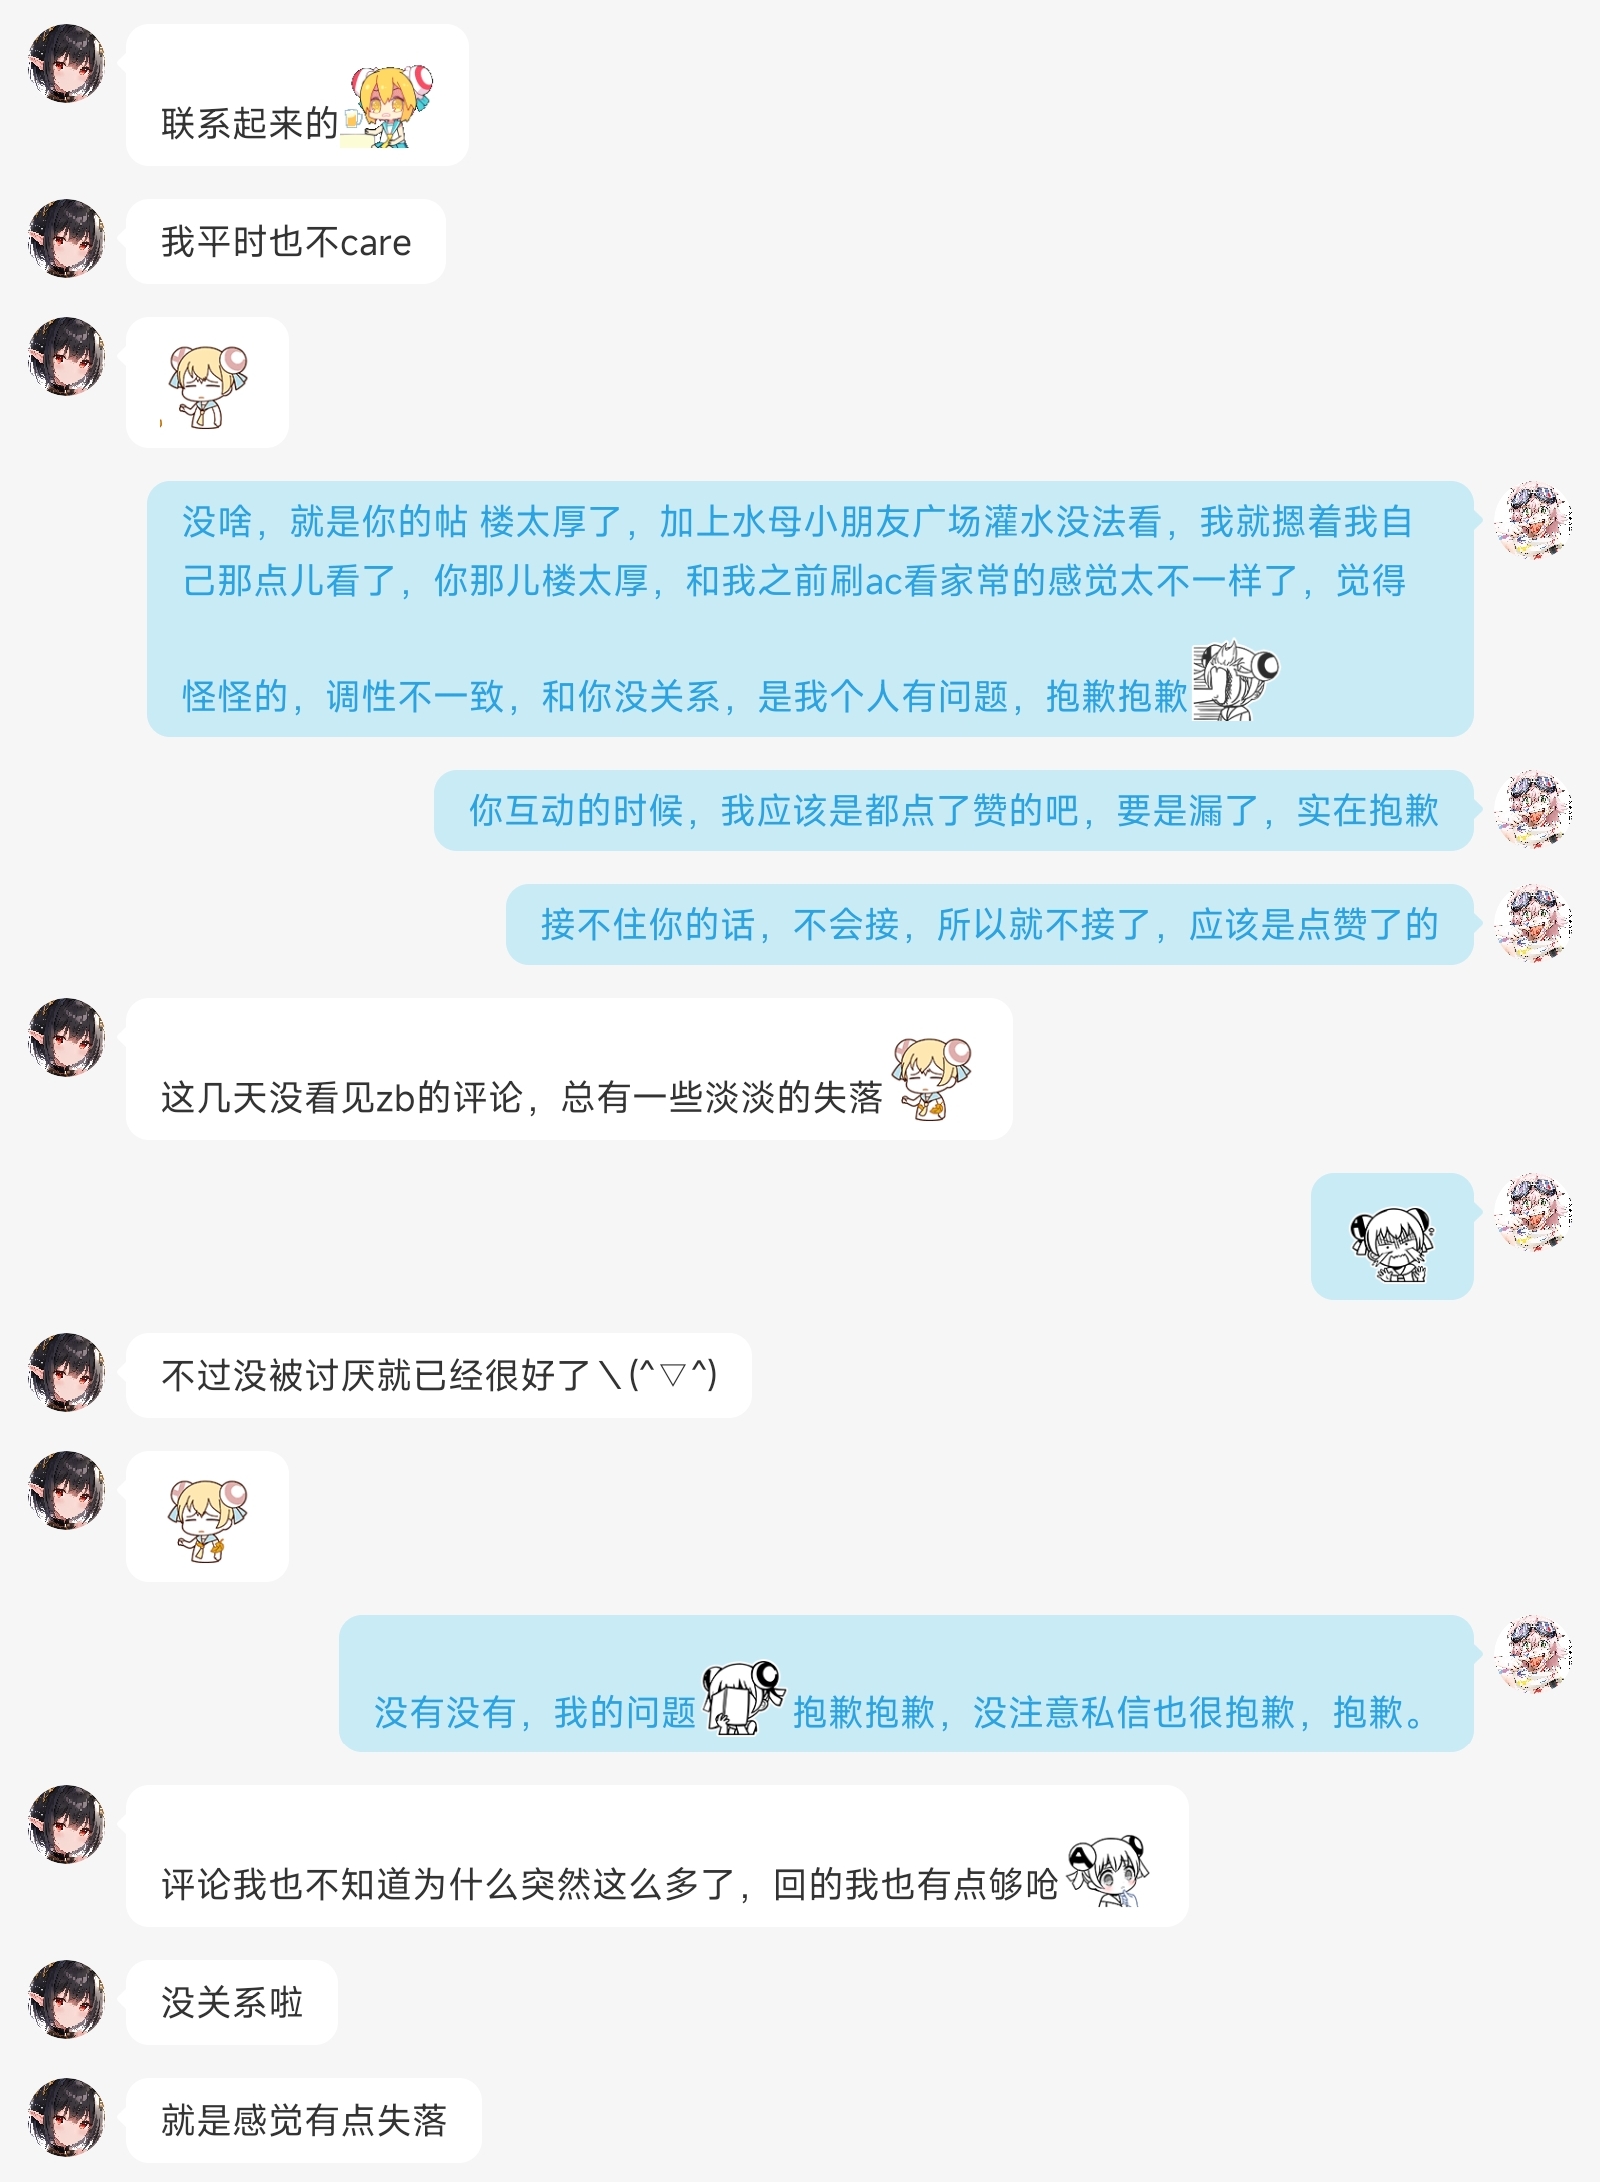 联系起来的
我平时也不care
没啥，就是你的帖 楼太厚了，加上水母小朋友广场灌水没法看，我就摁着我自
己那点儿看了，你那儿楼太厚，和我之前刷ac看家常的感觉太不一样了，觉得
怪怪的，调性不一致，和你没关系，是我个人有问题，抱歉抱歉
你互动的时候，我应该是都点了赞的吧，要是漏了，实在抱歉
接不住你的话，不会接，所以就不接了，应该是点赞了的
这几天没看见zb的评论，总有一些淡淡的失落
不过没被讨厌就已经很好了＼(^▽^)
没有没有，我的问题 抱歉抱歉，没注意私信也很抱歉，抱歉。
评论我也不知道为什么突然这么多了，回的我也有点够呛
没关系啦
就是感觉有点失落